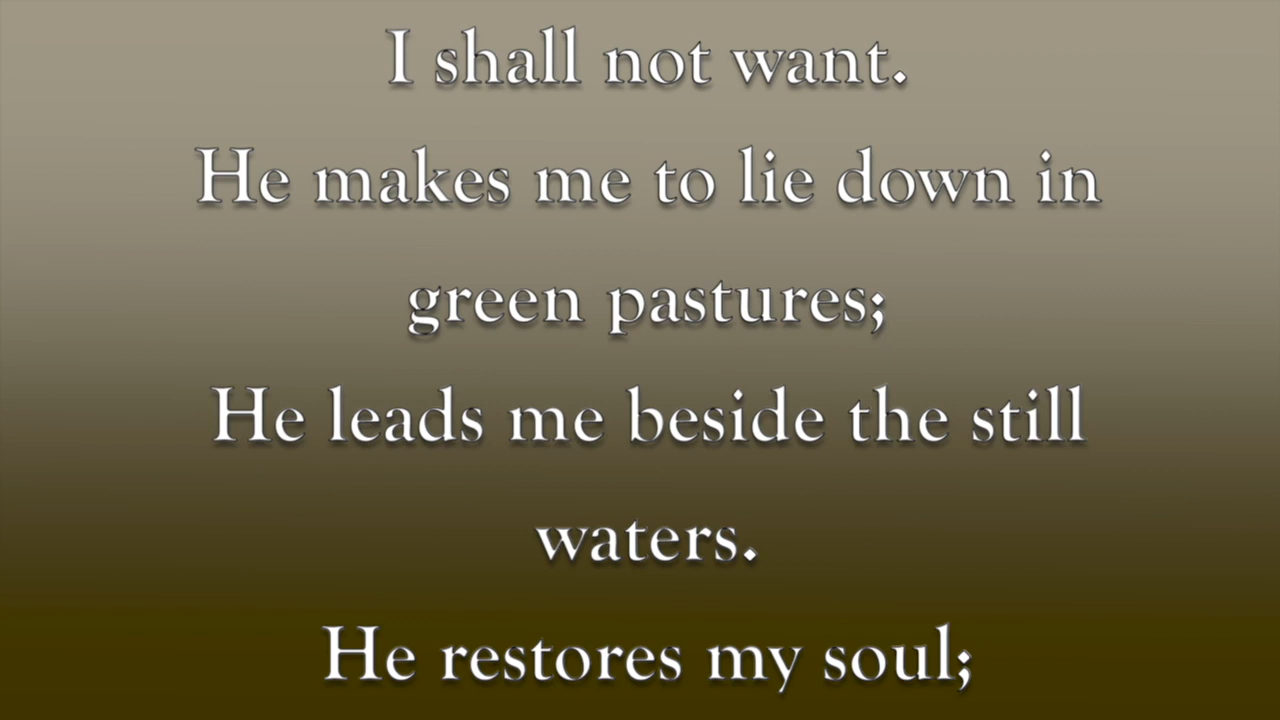 I shall not want.
He makes me to lie down in
green pastures;
He leads me beside the still
waters.
He restores my soul;